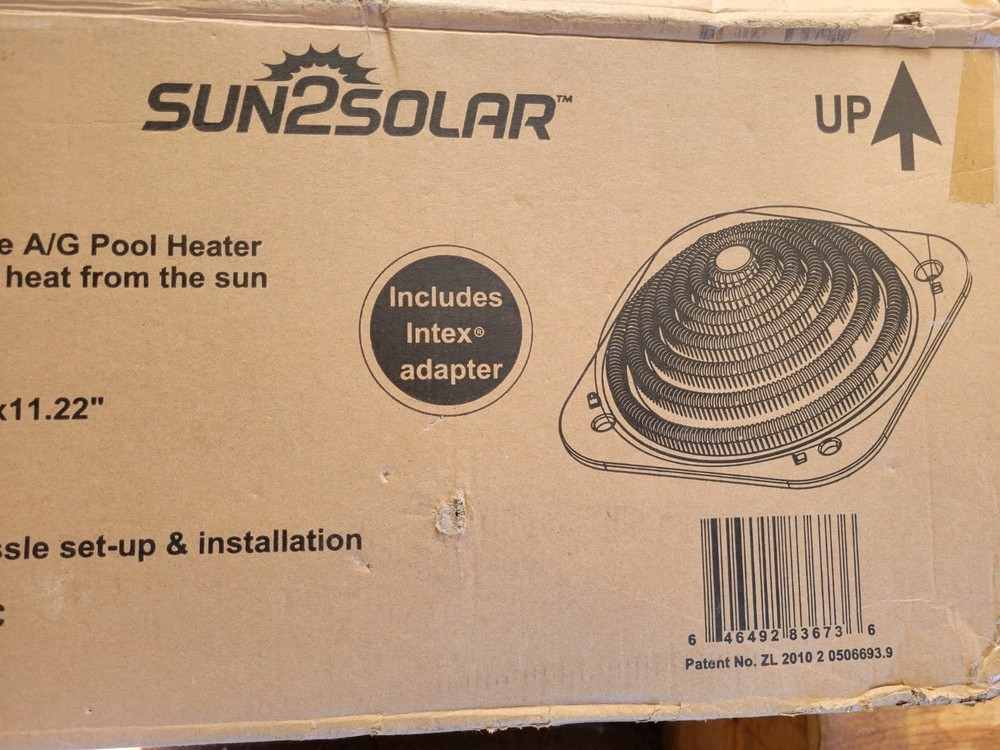 SUN2SOLAR™
UP
e A/G Pool Heater
heat from the sun
Includes
Intex®
adapter
x11.22"
ssle set-up & installation
C
6 46492 83673 6
Patent No. ZL 2010 2 0506693.9